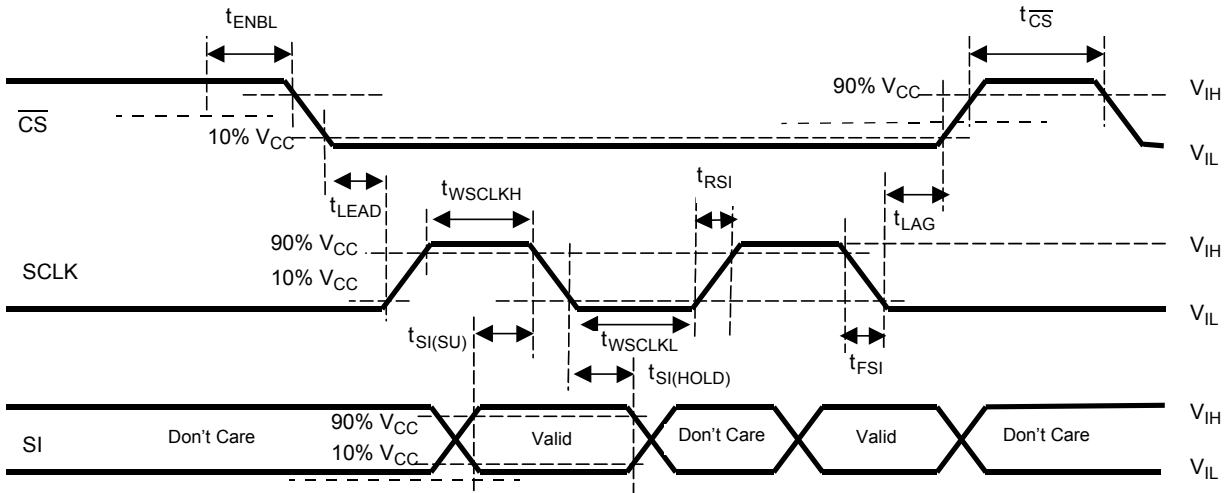 tENBL
tCS
90% VCC
VIH
CS
10% VCC
VIL
tRSI
tWSCLKH
tLEAD
tLAG
90% VCC
VIH
SCLK
10% VCC
VIL
tSI(SU)
tWSCLKL
tFSI
tSI(HOLD)
90% VCC
VIH
SI
Don't Care
Valid
Don't Care
Valid
Don't Care
10% VCC
VIL